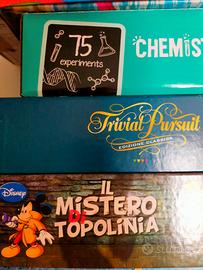 75
experiments
CHEMIS
Trivial Pursuit
EDIZIONE CLASSICA
Disney
IL
MISTERO
DI
TOPOLINIA